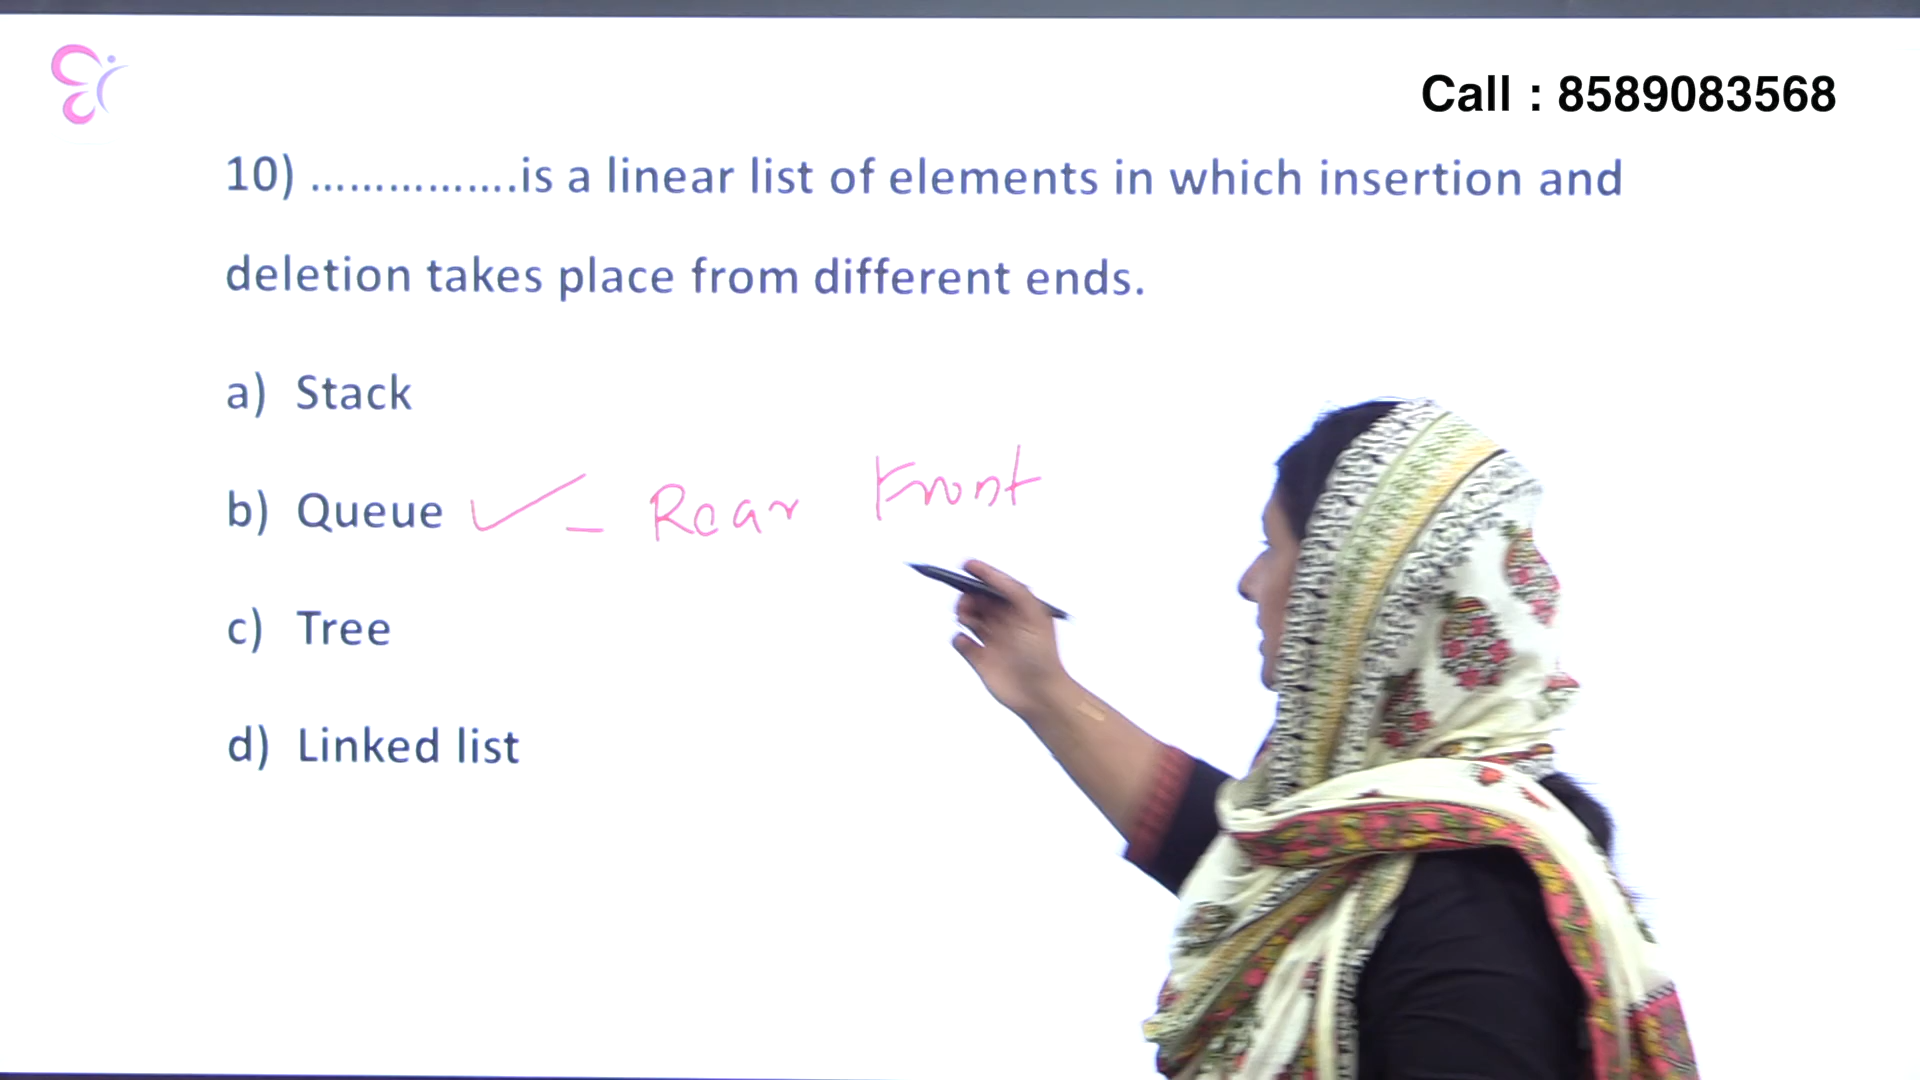 Call : 8589083568
10) ................is a linear list of elements in which insertion and
deletion takes place from different ends.
a) Stack
b) Queue ✓ – Rear Front
c) Tree
d) Linked list